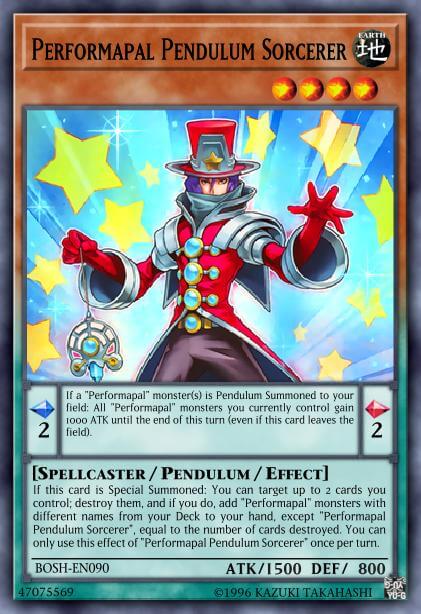 Performapal Pendulum Sorcerer
EARTH
地
If a "Performapal" monster(s) is Pendulum Summoned to your
field: All "Performapal" monsters you currently control gain
1000 ATK until the end of this turn (even if this card leaves the
field).
2
2
[Spellcaster / Pendulum / Effect]
If this card is Special Summoned: You can target up to 2 cards you
control; destroy them, and if you do, add "Performapal" monsters with
different names from your Deck to your hand, except "Performapal
Pendulum Sorcerer", equal to the number of cards destroyed. You can
only use this effect of "Performapal Pendulum Sorcerer" once per turn.
BOSH-EN090
ATK/1500 DEF/ 800
47075569
©1996 KAZUKI TAKAHASHI